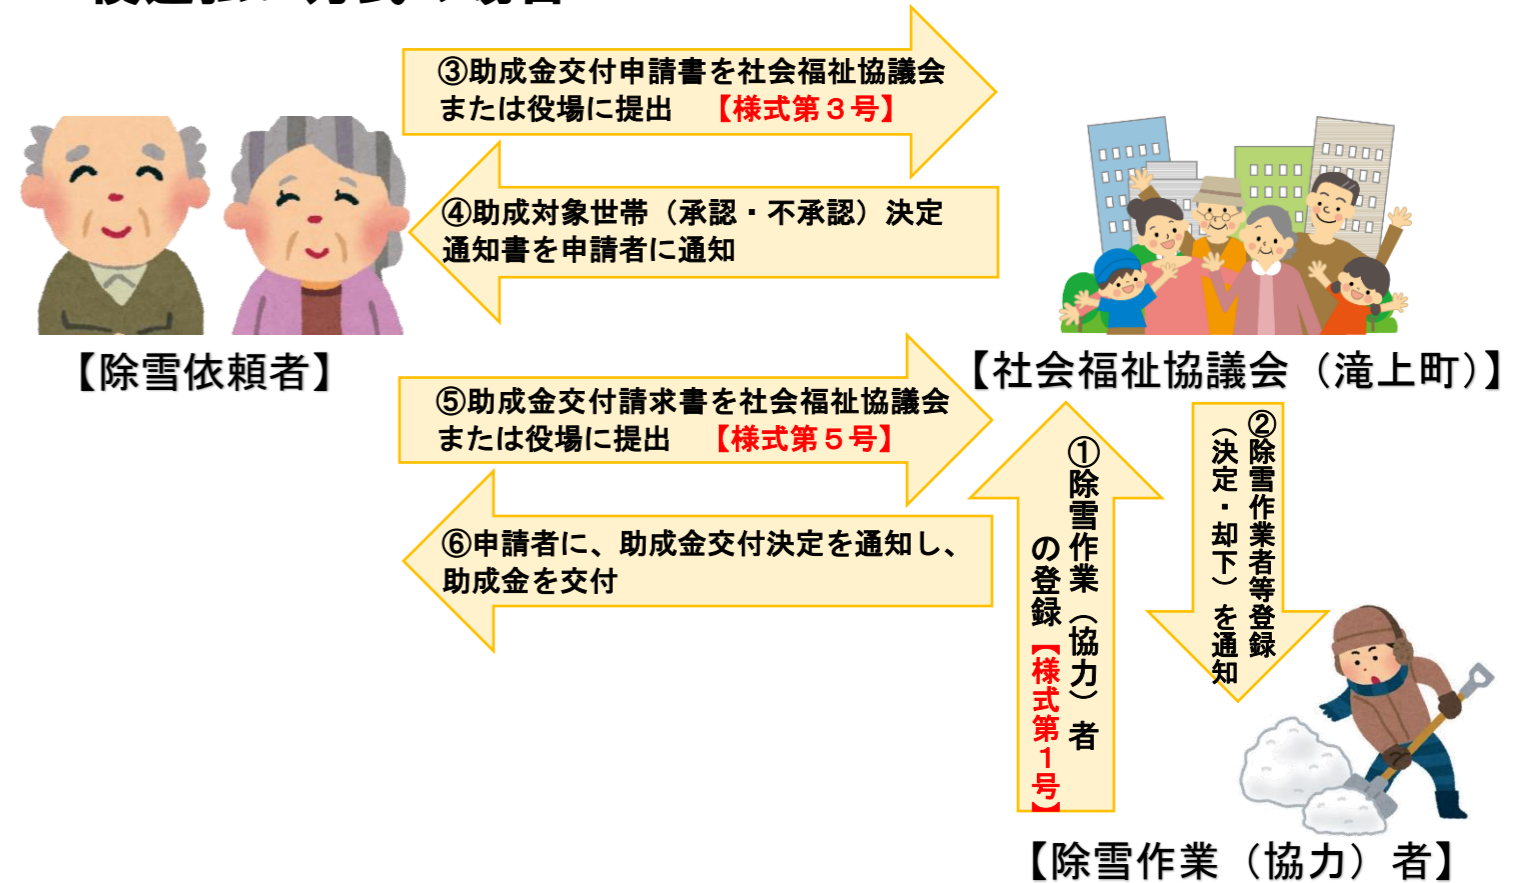 ③助成金交付申請書を社会福祉協議会
または役場に提出　【様式第３号】
④助成対象世帯（承認・不承認）決定
通知書を申請者に通知
【除雪依頼者】
【社会福祉協議会（滝上町）】
⑤助成金交付請求書を社会福祉協議会
または役場に提出　【様式第５号】
⑥申請者に、助成金交付決定を通知し、
助成金を交付
①除雪作業（協力）者
の登録【様式第１号】
②除雪作業者等登録
（決定・却下）を通知
【除雪作業（協力）者】